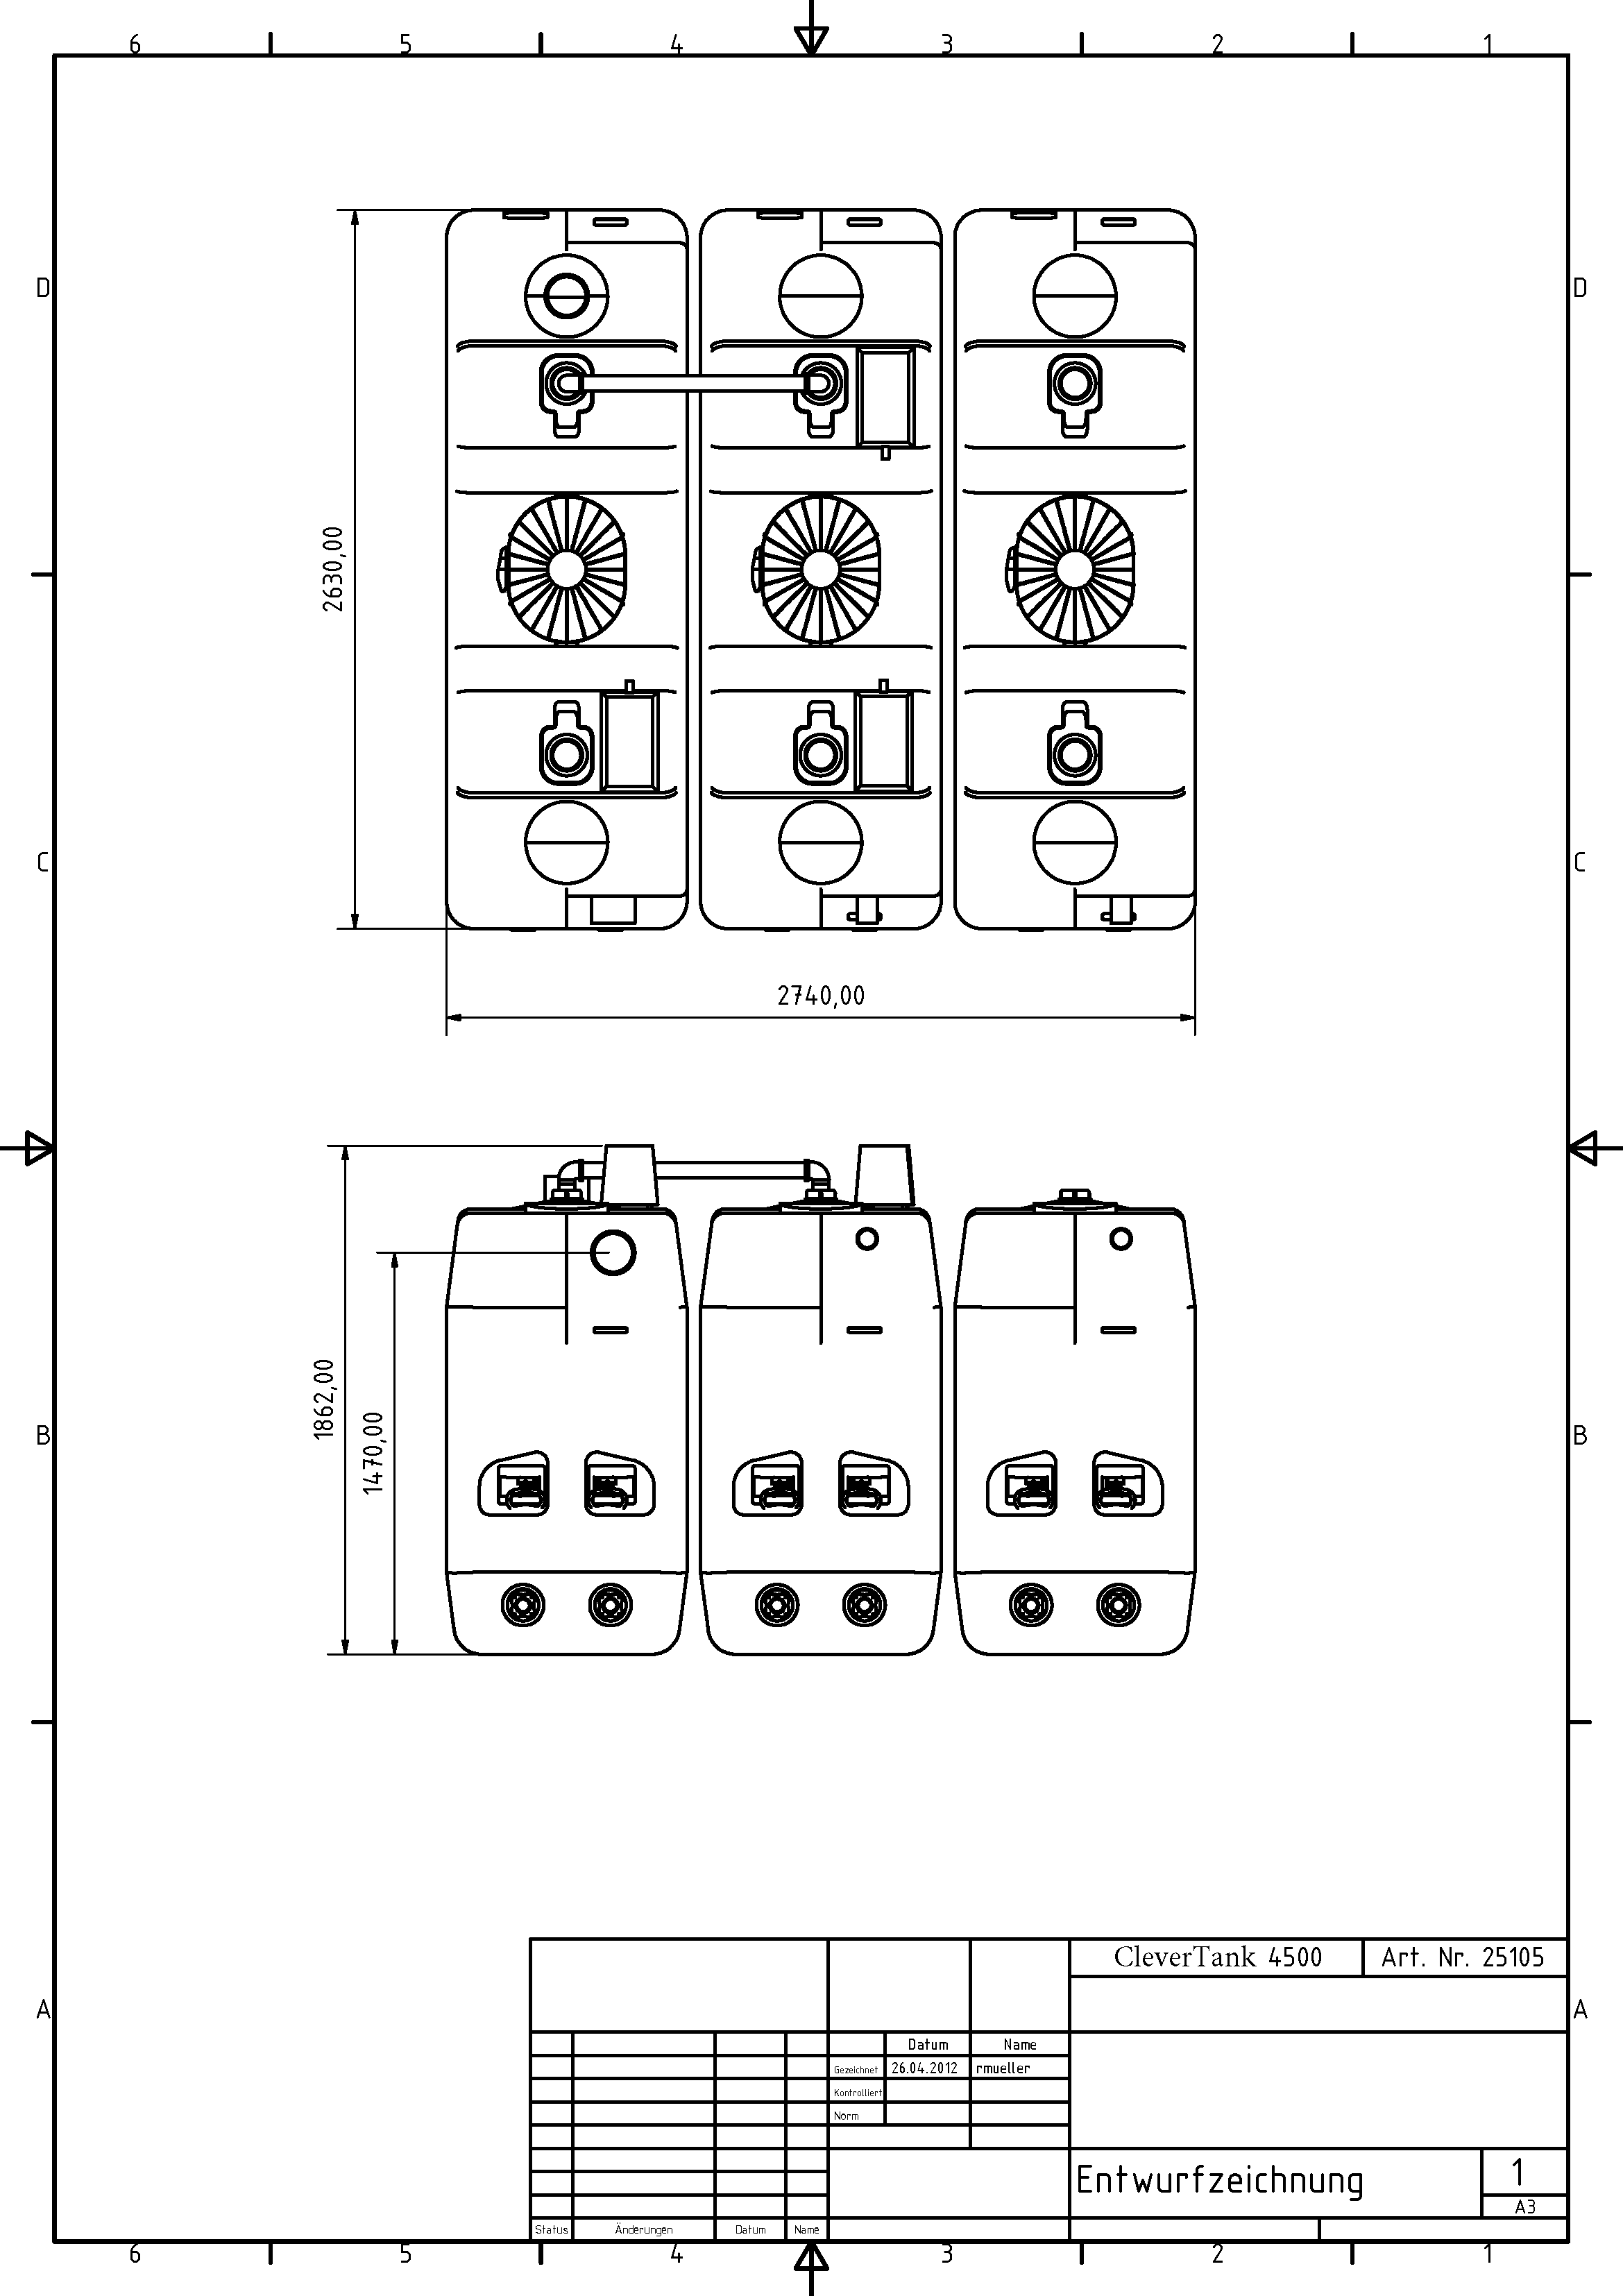 6 5 4 3 2 1
D D
2630,00
C C
2740,00
1862,00
1470,00
B B
CleverTank 4500 Art. Nr. 25105
A A
Datum Name
Gezeichnet 26.04.2012 rmueller
Kontrolliert
Norm
Entwurfzeichnung 1
A3
Status Änderungen Datum Name
6 5 4 3 2 1